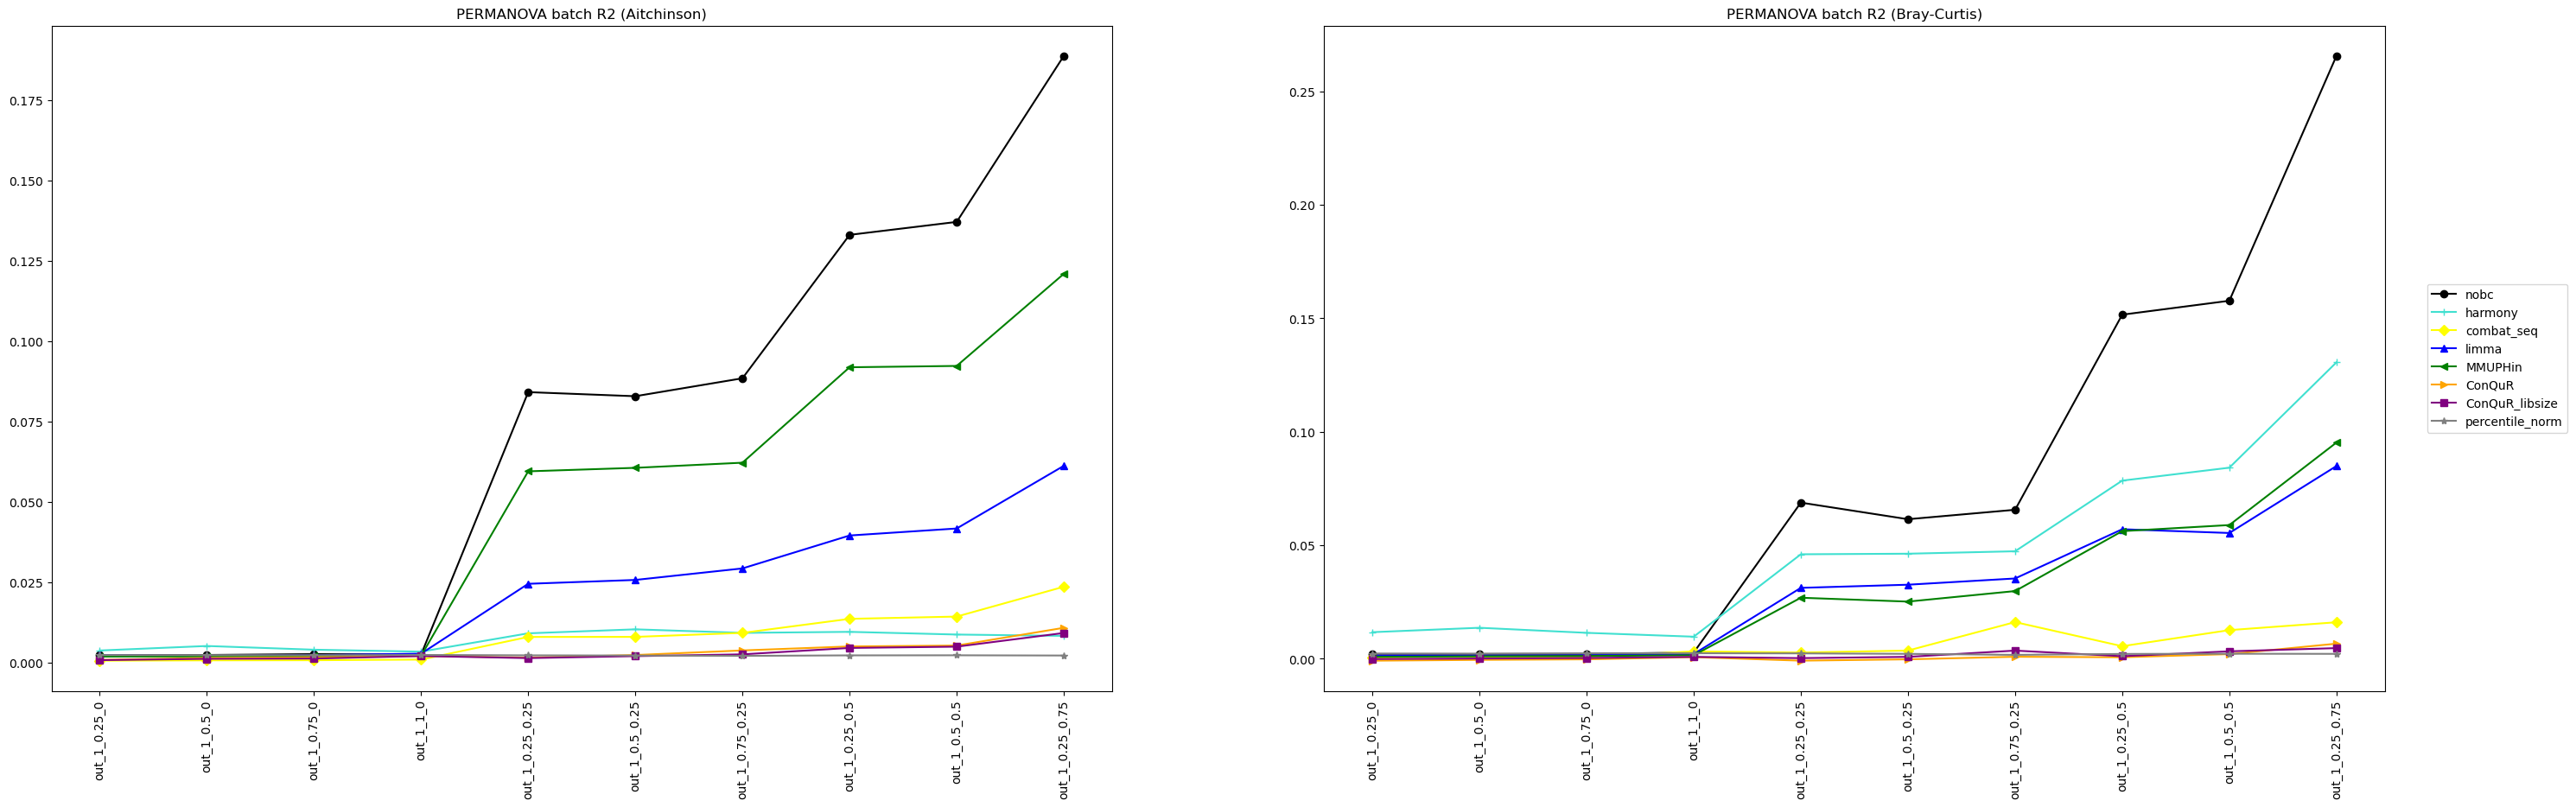 PERMANOVA batch R2 (Aitchinson)
0.175
0.150
0.125
0.100
0.075
0.050
0.025
0.000
out_1_0.25_0
out_1_0.5_0
out_1_0.75_0
out_1_1_0
out_1_0.25_0.25
out_1_0.5_0.25
out_1_0.75_0.25
out_1_0.25_0.5
out_1_0.5_0.5
out_1_0.25_0.75
PERMANOVA batch R2 (Bray-Curtis)
0.25
0.20
0.15
0.10
0.05
0.00
out_1_0.25_0
out_1_0.5_0
out_1_0.75_0
out_1_1_0
out_1_0.25_0.25
out_1_0.5_0.25
out_1_0.75_0.25
out_1_0.25_0.5
out_1_0.5_0.5
out_1_0.25_0.75
nobc
harmony
combat_seq
limma
MMUPHin
ConQuR
ConQuR_libsize
percentile_norm